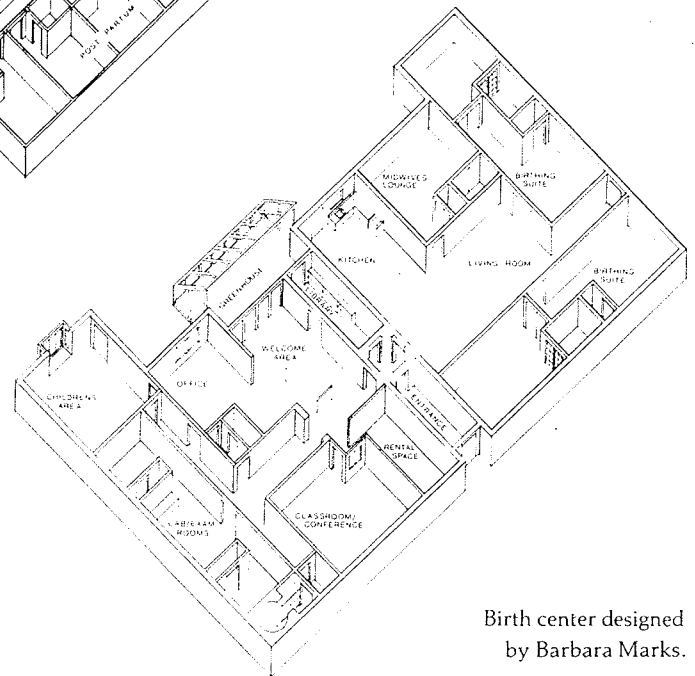 POST PARTUM
MIDWIVES
LOUNGE
BIRTHING
SUITE
KITCHEN
LIVING ROOM
BIRTHING
SUITE
GREENHOUSE
LIBRARY
WELCOME
AREA
OFFICE
CHILDRENS
AREA
ENTRANCE
RENTAL
SPACE
CLASSROOM/
CONFERENCE
LAB/EXAM
ROOMS
Birth center designed
by Barbara Marks.